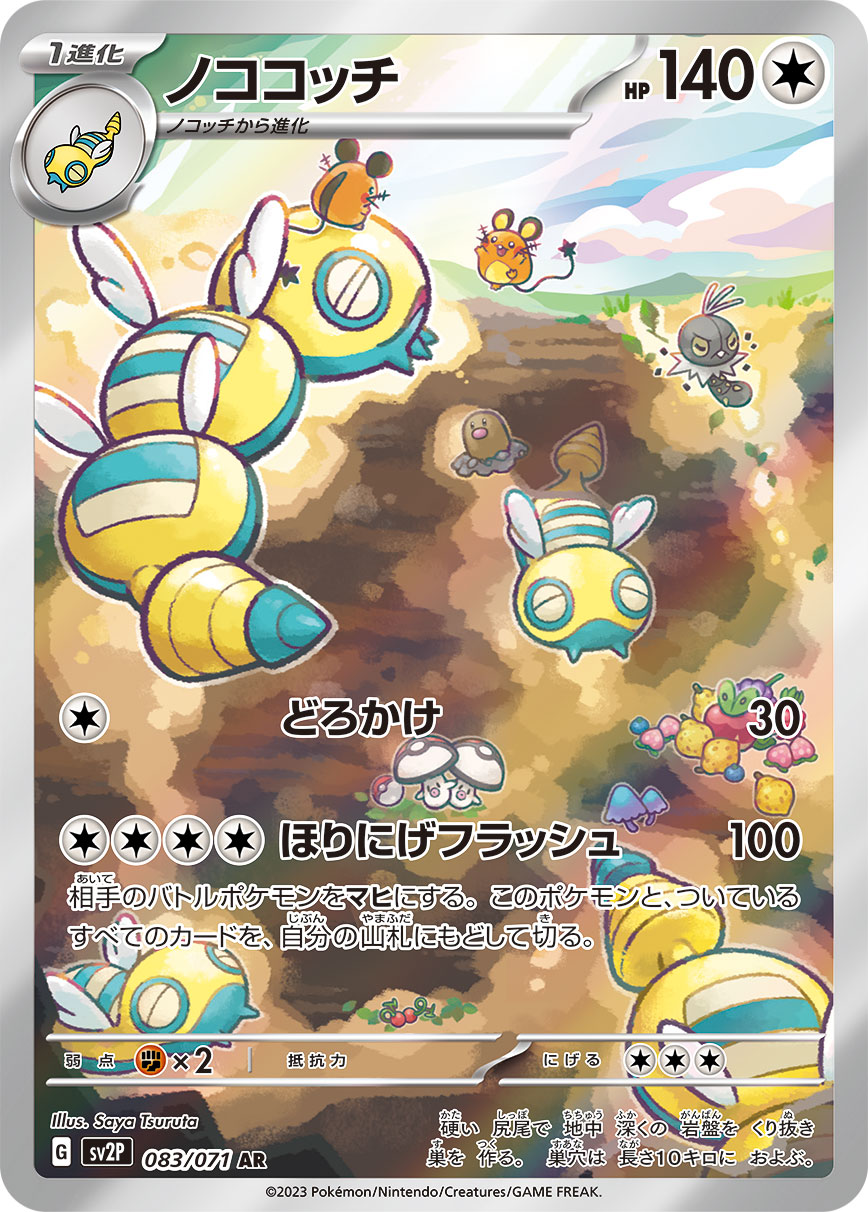 1進化
ノココッチ
HP 140
ノコッチから進化
どろかけ 30
ほりにげフラッシュ 100
相手のバトルポケモンをマヒにする。このポケモンと、ついている
すべてのカードを、自分の山札にもどして切る。
弱点 ×2 抵抗力 にげる
Illus. Saya Tsuruta
硬い 尻尾で 地中 深くの 岩盤を くり抜き
巣を 作る。 巣穴は 長さ10キロに およぶ。
G sv2P 083/071 AR
©2023 Pokémon/Nintendo/Creatures/GAME FREAK.